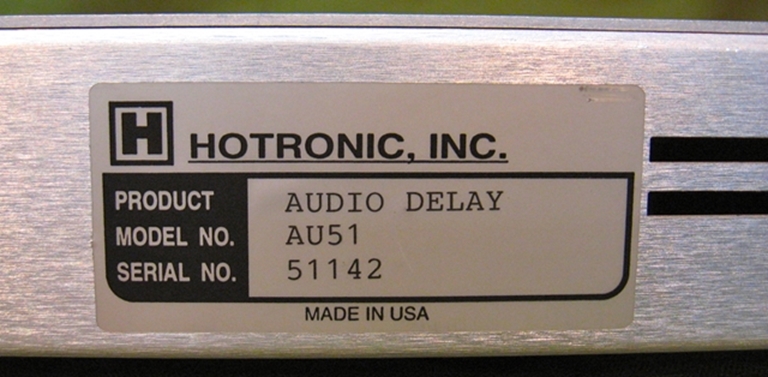 H HOTRONIC, INC.
PRODUCT AUDIO DELAY
MODEL NO. AU51
SERIAL NO. 51142
MADE IN USA